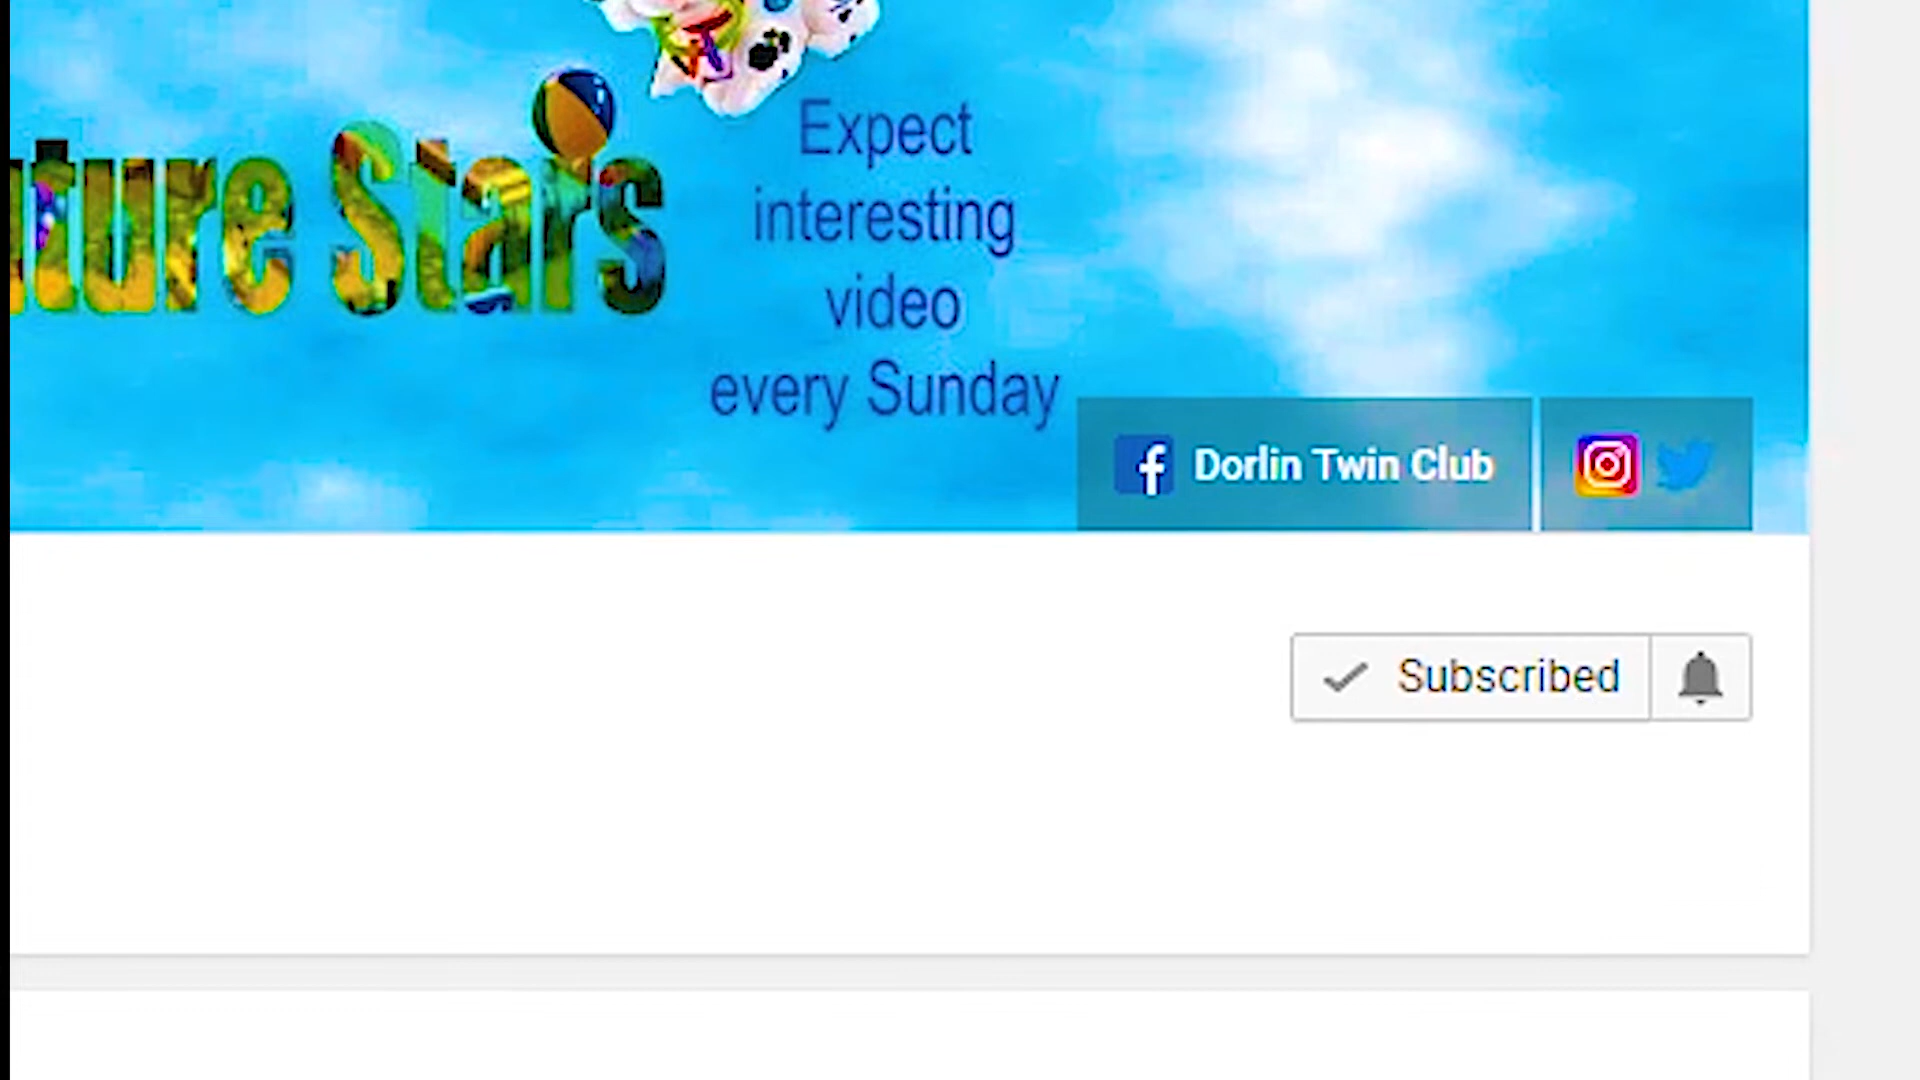 ture Stars
Expect
interesting
video
every Sunday
Dorlin Twin Club
Subscribed